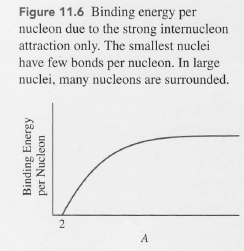 Figure 11.6 Binding energy per
nucleon due to the strong internucleon
attraction only. The smallest nuclei
have few bonds per nucleon. In large
nuclei, many nucleons are surrounded.
Binding Energy
per Nucleon
2
A